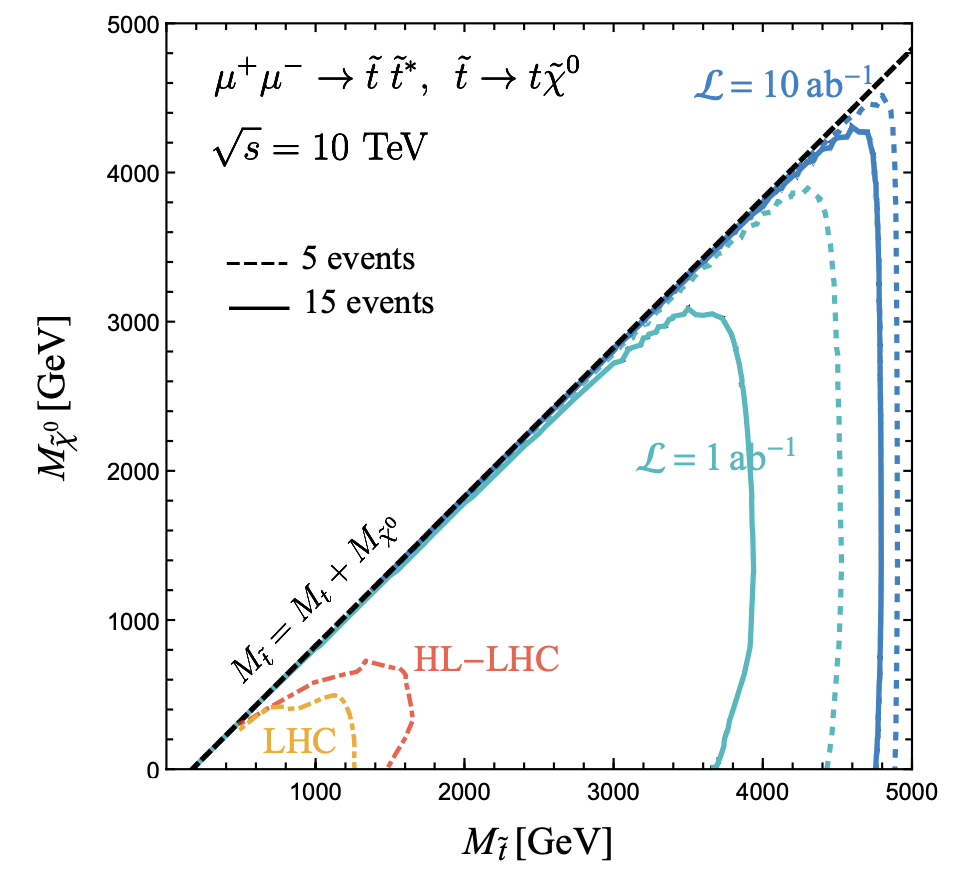 5000
4000
3000
2000
1000
0
1000
2000
3000
4000
5000
M_χ̃⁰ [GeV]
M_t̃ [GeV]
μ⁺μ⁻ → t̃ t̃*, t̃ → tχ̃⁰
√s = 10 TeV
5 events
15 events
ℒ = 10 ab⁻¹
ℒ = 1 ab⁻¹
M_t̃ = M_t + M_χ̃⁰
HL−LHC
LHC